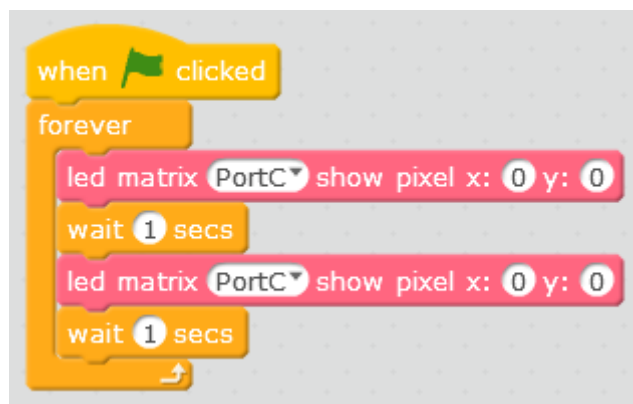 when clicked
forever
led matrix PortC show pixel x: 0 y: 0
wait 1 secs
led matrix PortC show pixel x: 0 y: 0
wait 1 secs